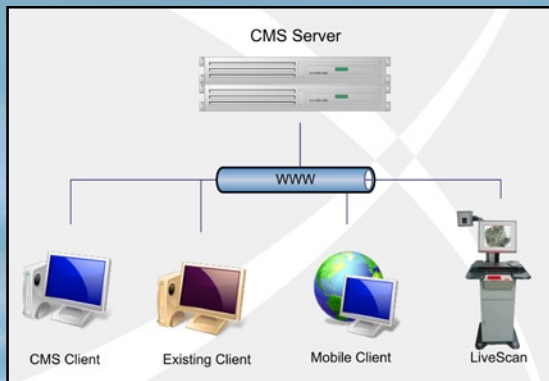 CMS Server
WWW
CMS Client
Existing Client
Mobile Client
LiveScan